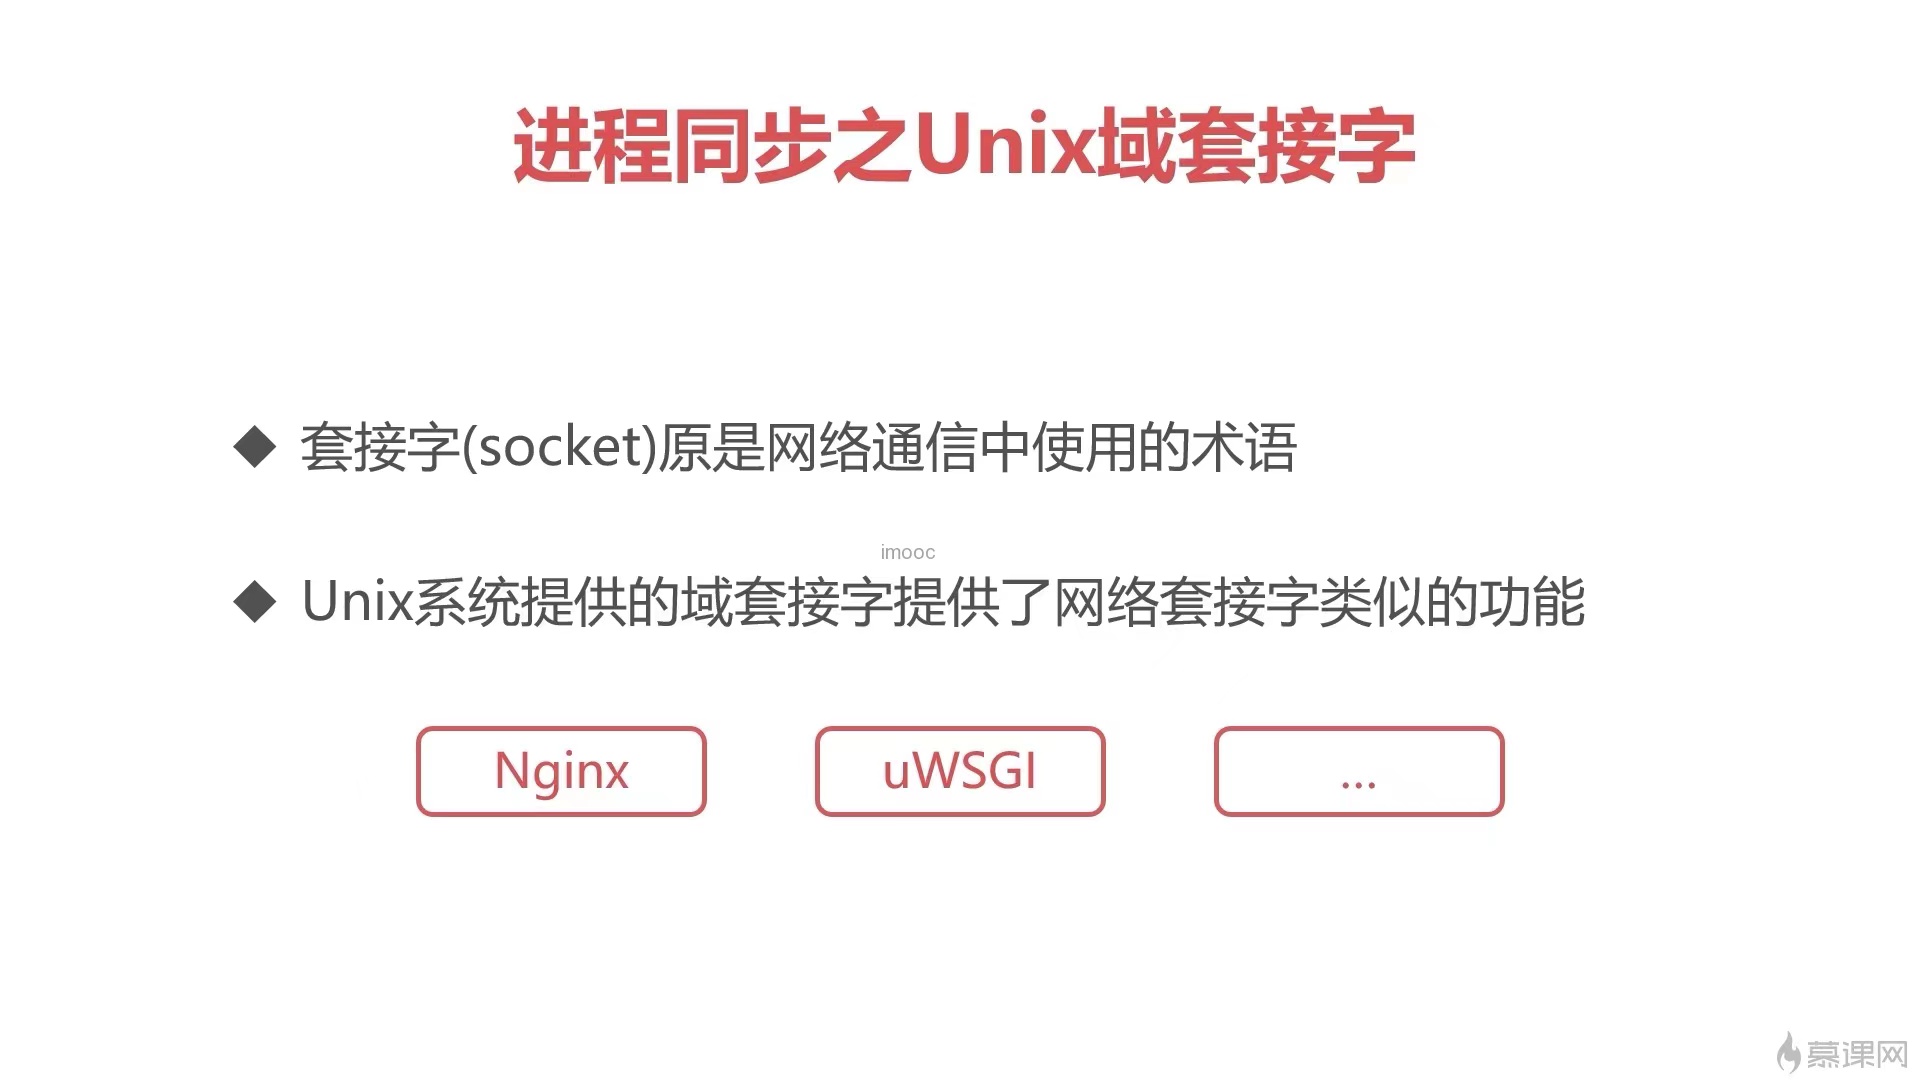 进程同步之Unix域套接字
套接字(socket)原是网络通信中使用的术语
imooc
Unix系统提供的域套接字提供了网络套接字类似的功能
Nginx
uWSGI
...
慕课网